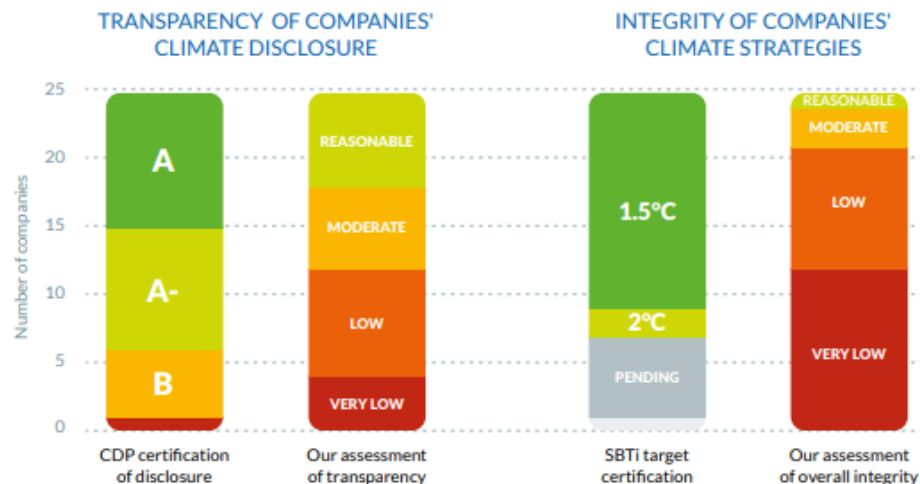 TRANSPARENCY OF COMPANIES'
CLIMATE DISCLOSURE
INTEGRITY OF COMPANIES'
CLIMATE STRATEGIES
Number of companies
25
20
15
10
5
0
A
A-
B
REASONABLE
MODERATE
LOW
VERY LOW
1.5°C
2°C
PENDING
REASONABLE
MODERATE
LOW
VERY LOW
CDP certification
of disclosure
Our assessment
of transparency
SBTi target
certification
Our assessment
of overall integrity